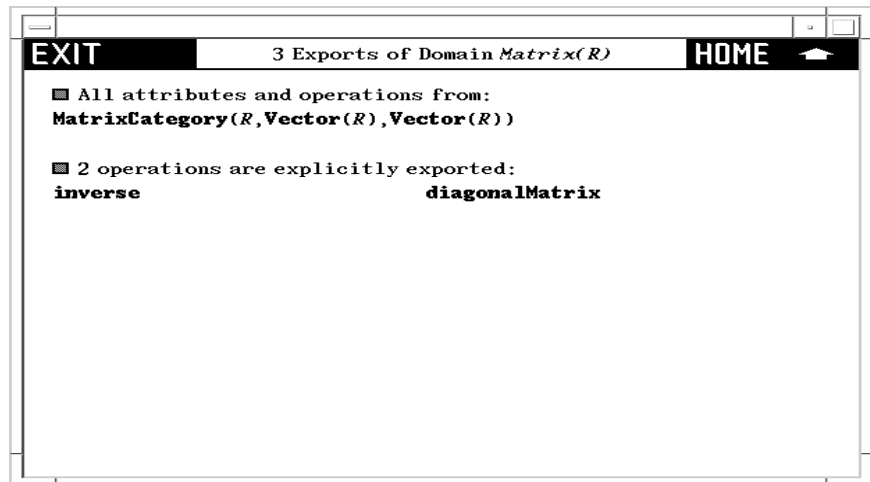 EXIT 3 Exports of Domain Matrix(R) HOME
All attributes and operations from:
MatrixCategory(R,Vector(R),Vector(R))
2 operations are explicitly exported:
inverse diagonalMatrix